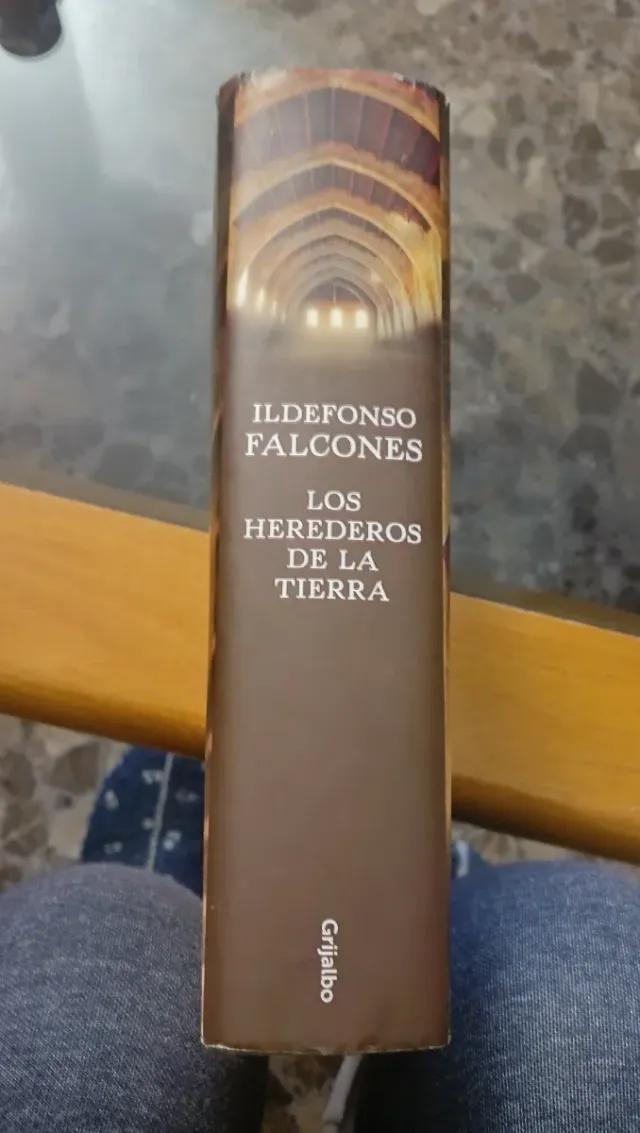 ILDEFONSO
FALCONES
LOS
HEREDEROS
DE LA
TIERRA
Grijalbo